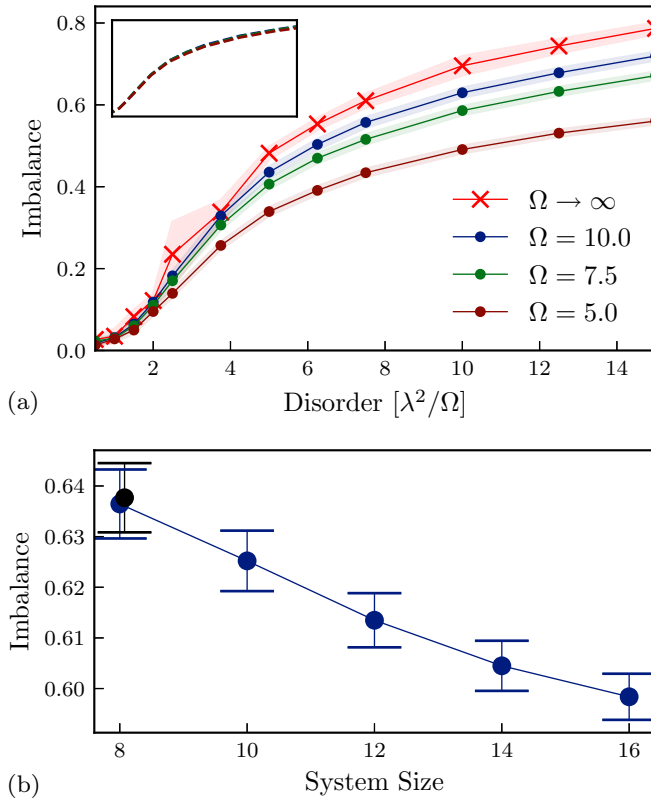 0.8
0.6
0.4
0.2
0.0
Imbalance
Ω → ∞
Ω = 10.0
Ω = 7.5
Ω = 5.0
2 4 6 8 10 12 14
(a) Disorder [λ²/Ω]
0.64
0.63
0.62
0.61
0.60
Imbalance
8 10 12 14 16
(b) System Size